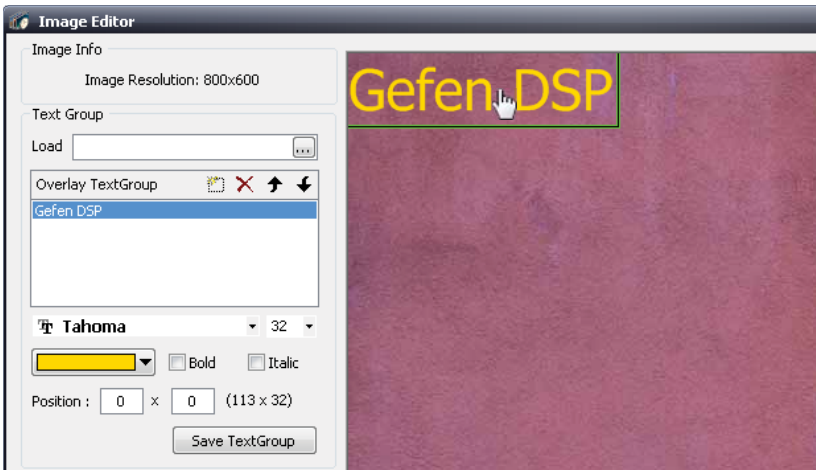 Image Editor
Image Info
Image Resolution: 800x600
Text Group
Load
...
Overlay TextGroup
Gefen DSP
Tahoma
32
Bold
Italic
Position :
0
x
0
(113 x 32)
Save TextGroup
Gefen DSP